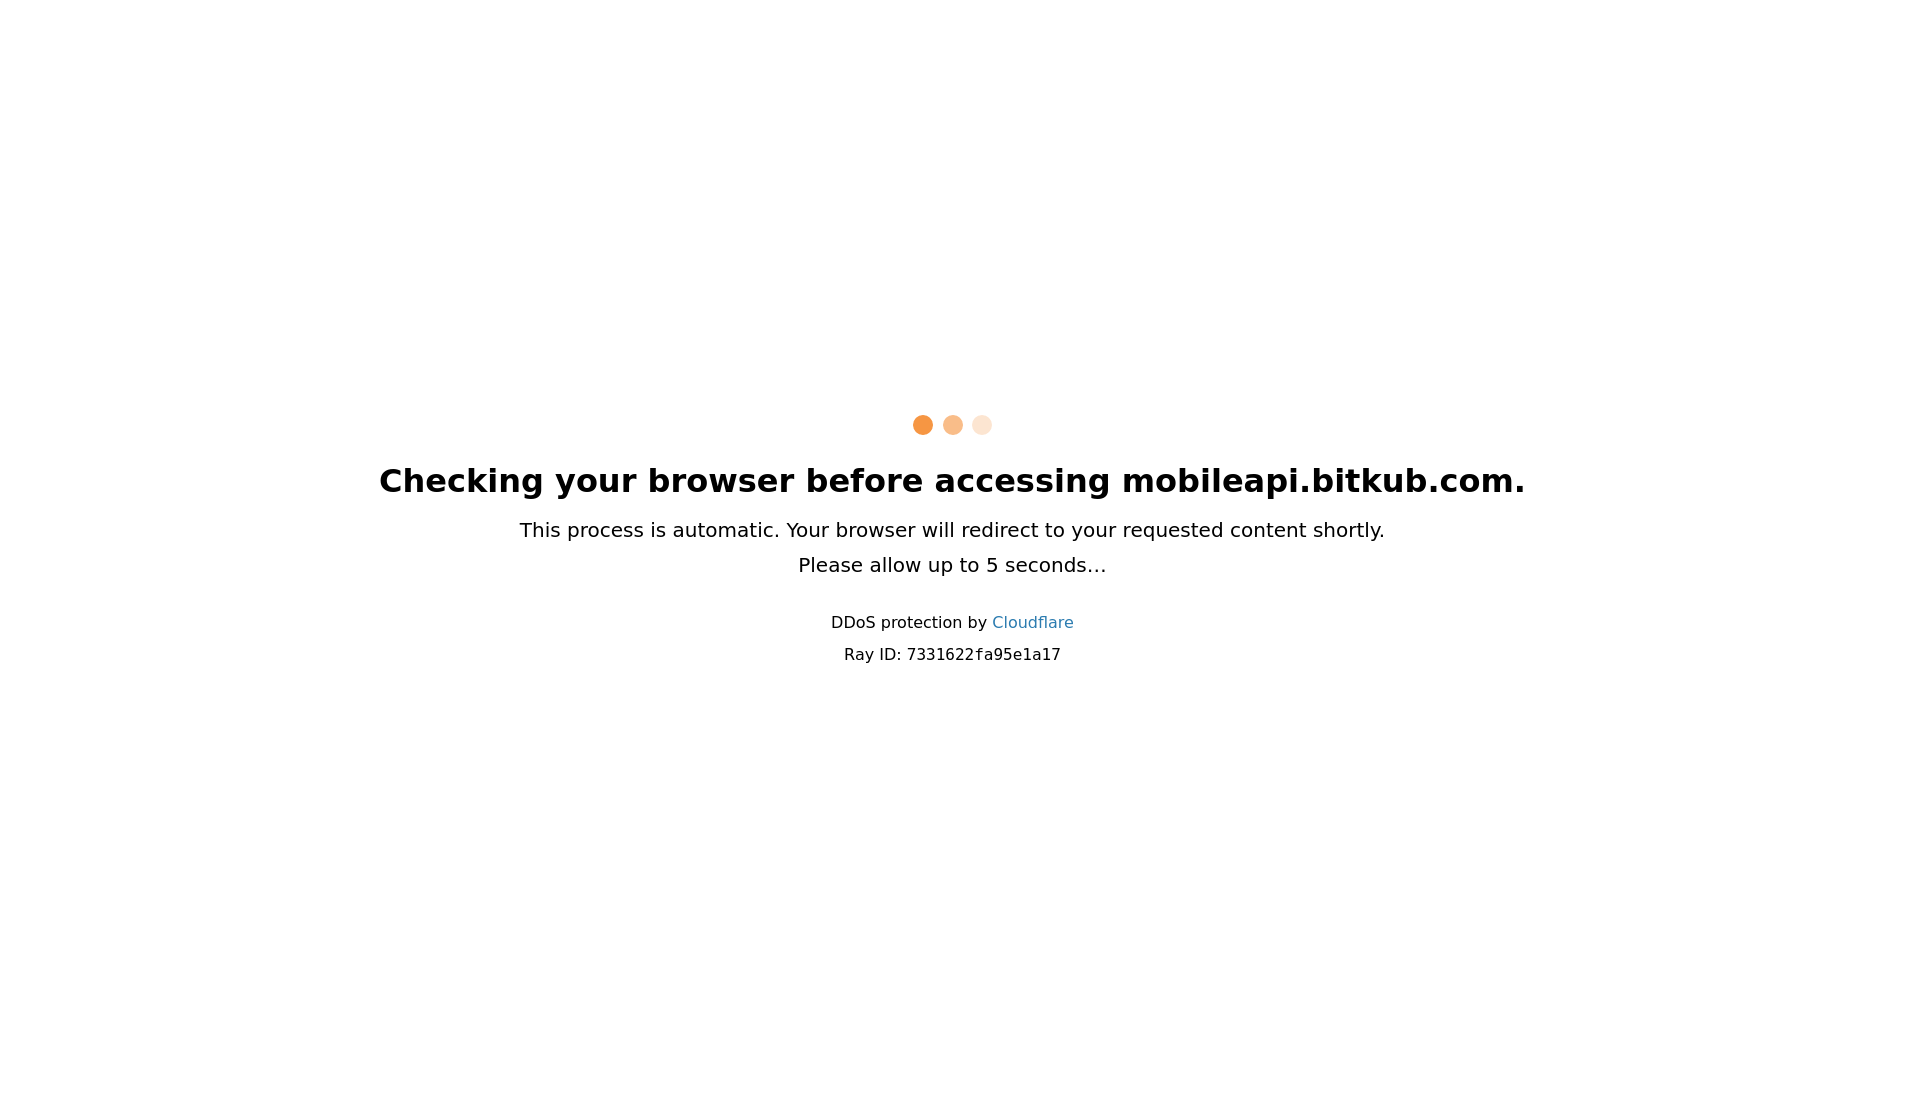 Checking your browser before accessing mobileapi.bitkub.com.
This process is automatic. Your browser will redirect to your requested content shortly.
Please allow up to 5 seconds…
DDoS protection by Cloudflare
Ray ID: 7331622fa95e1a17